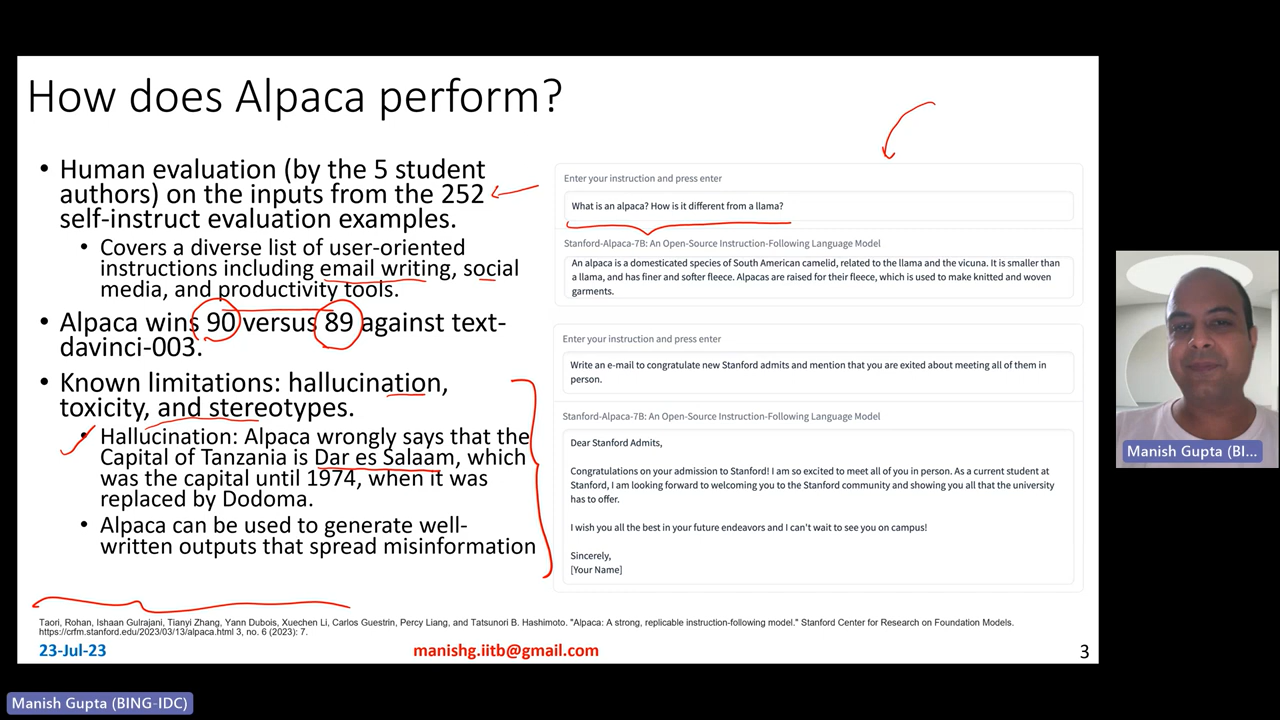 How does Alpaca perform?
• Human evaluation (by the 5 student
authors) on the inputs from the 252
self-instruct evaluation examples.
• Covers a diverse list of user-oriented
instructions including email writing, social
media, and productivity tools.
• Alpaca wins 90 versus 89 against text-
davinci-003.
• Known limitations: hallucination,
toxicity, and stereotypes.
• Hallucination: Alpaca wrongly says that the
Capital of Tanzania is Dar es Salaam, which
was the capital until 1974, when it was
replaced by Dodoma.
• Alpaca can be used to generate well-
written outputs that spread misinformation
Enter your instruction and press enter
What is an alpaca? How is it different from a llama?
Stanford-Alpaca-7B: An Open-Source Instruction-Following Language Model
An alpaca is a domesticated species of South American camelid, related to the llama and the vicuna. It is smaller than
a llama, and has finer and softer fleece. Alpacas are raised for their fleece, which is used to make knitted and woven
garments.
Enter your instruction and press enter
Write an e-mail to congratulate new Stanford admits and mention that you are exited about meeting all of them in
person.
Stanford-Alpaca-7B: An Open-Source Instruction-Following Language Model
Dear Stanford Admits,
Congratulations on your admission to Stanford! I am so excited to meet all of you in person. As a current student at
Stanford, I am looking forward to welcoming you to the Stanford community and showing you all that the university
has to offer.
I wish you all the best in your future endeavors and I can't wait to see you on campus!
Sincerely,
[Your Name]
Taori, Rohan, Ishaan Gulrajani, Tianyi Zhang, Yann Dubois, Xuechen Li, Carlos Guestrin, Percy Liang, and Tatsunori B. Hashimoto. "Alpaca: A strong, replicable instruction-following model." Stanford Center for Research on Foundation Models.
https://crfm.stanford.edu/2023/03/13/alpaca.html 3, no. 6 (2023): 7.
23-Jul-23
manishg.iitb@gmail.com
3
Manish Gupta (BI...
Manish Gupta (BING-IDC)